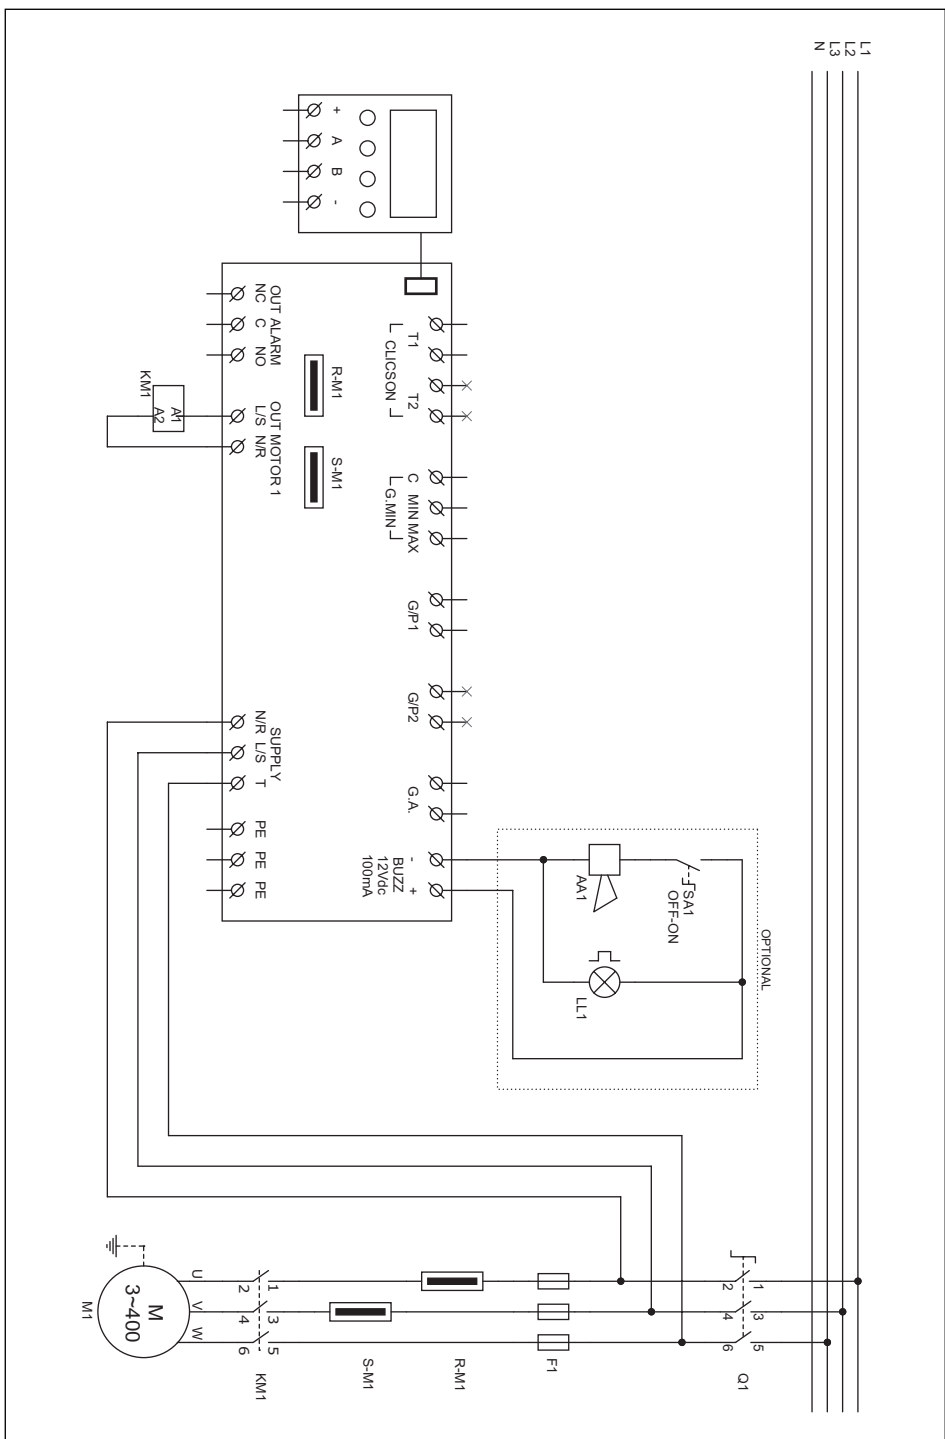 L1
L2
L3
N
+
A
B
-
T1
T2
CLICSON
C
MIN
MAX
G.MIN
G/P1
G/P2
G.A.
-
+
BUZZ
12Vdc
100mA
R-M1
S-M1
OUT ALARM
NC
C
NO
OUT MOTOR 1
L/S
N/R
SUPPLY
N/R
L/S
T
PE
PE
PE
KM1
A1
A2
OPTIONAL
SA1
OFF-ON
AA1
LL1
1
3
5
2
4
6
Q1
F1
R-M1
S-M1
1
3
5
2
4
6
KM1
U
V
W
M
3~400
M1